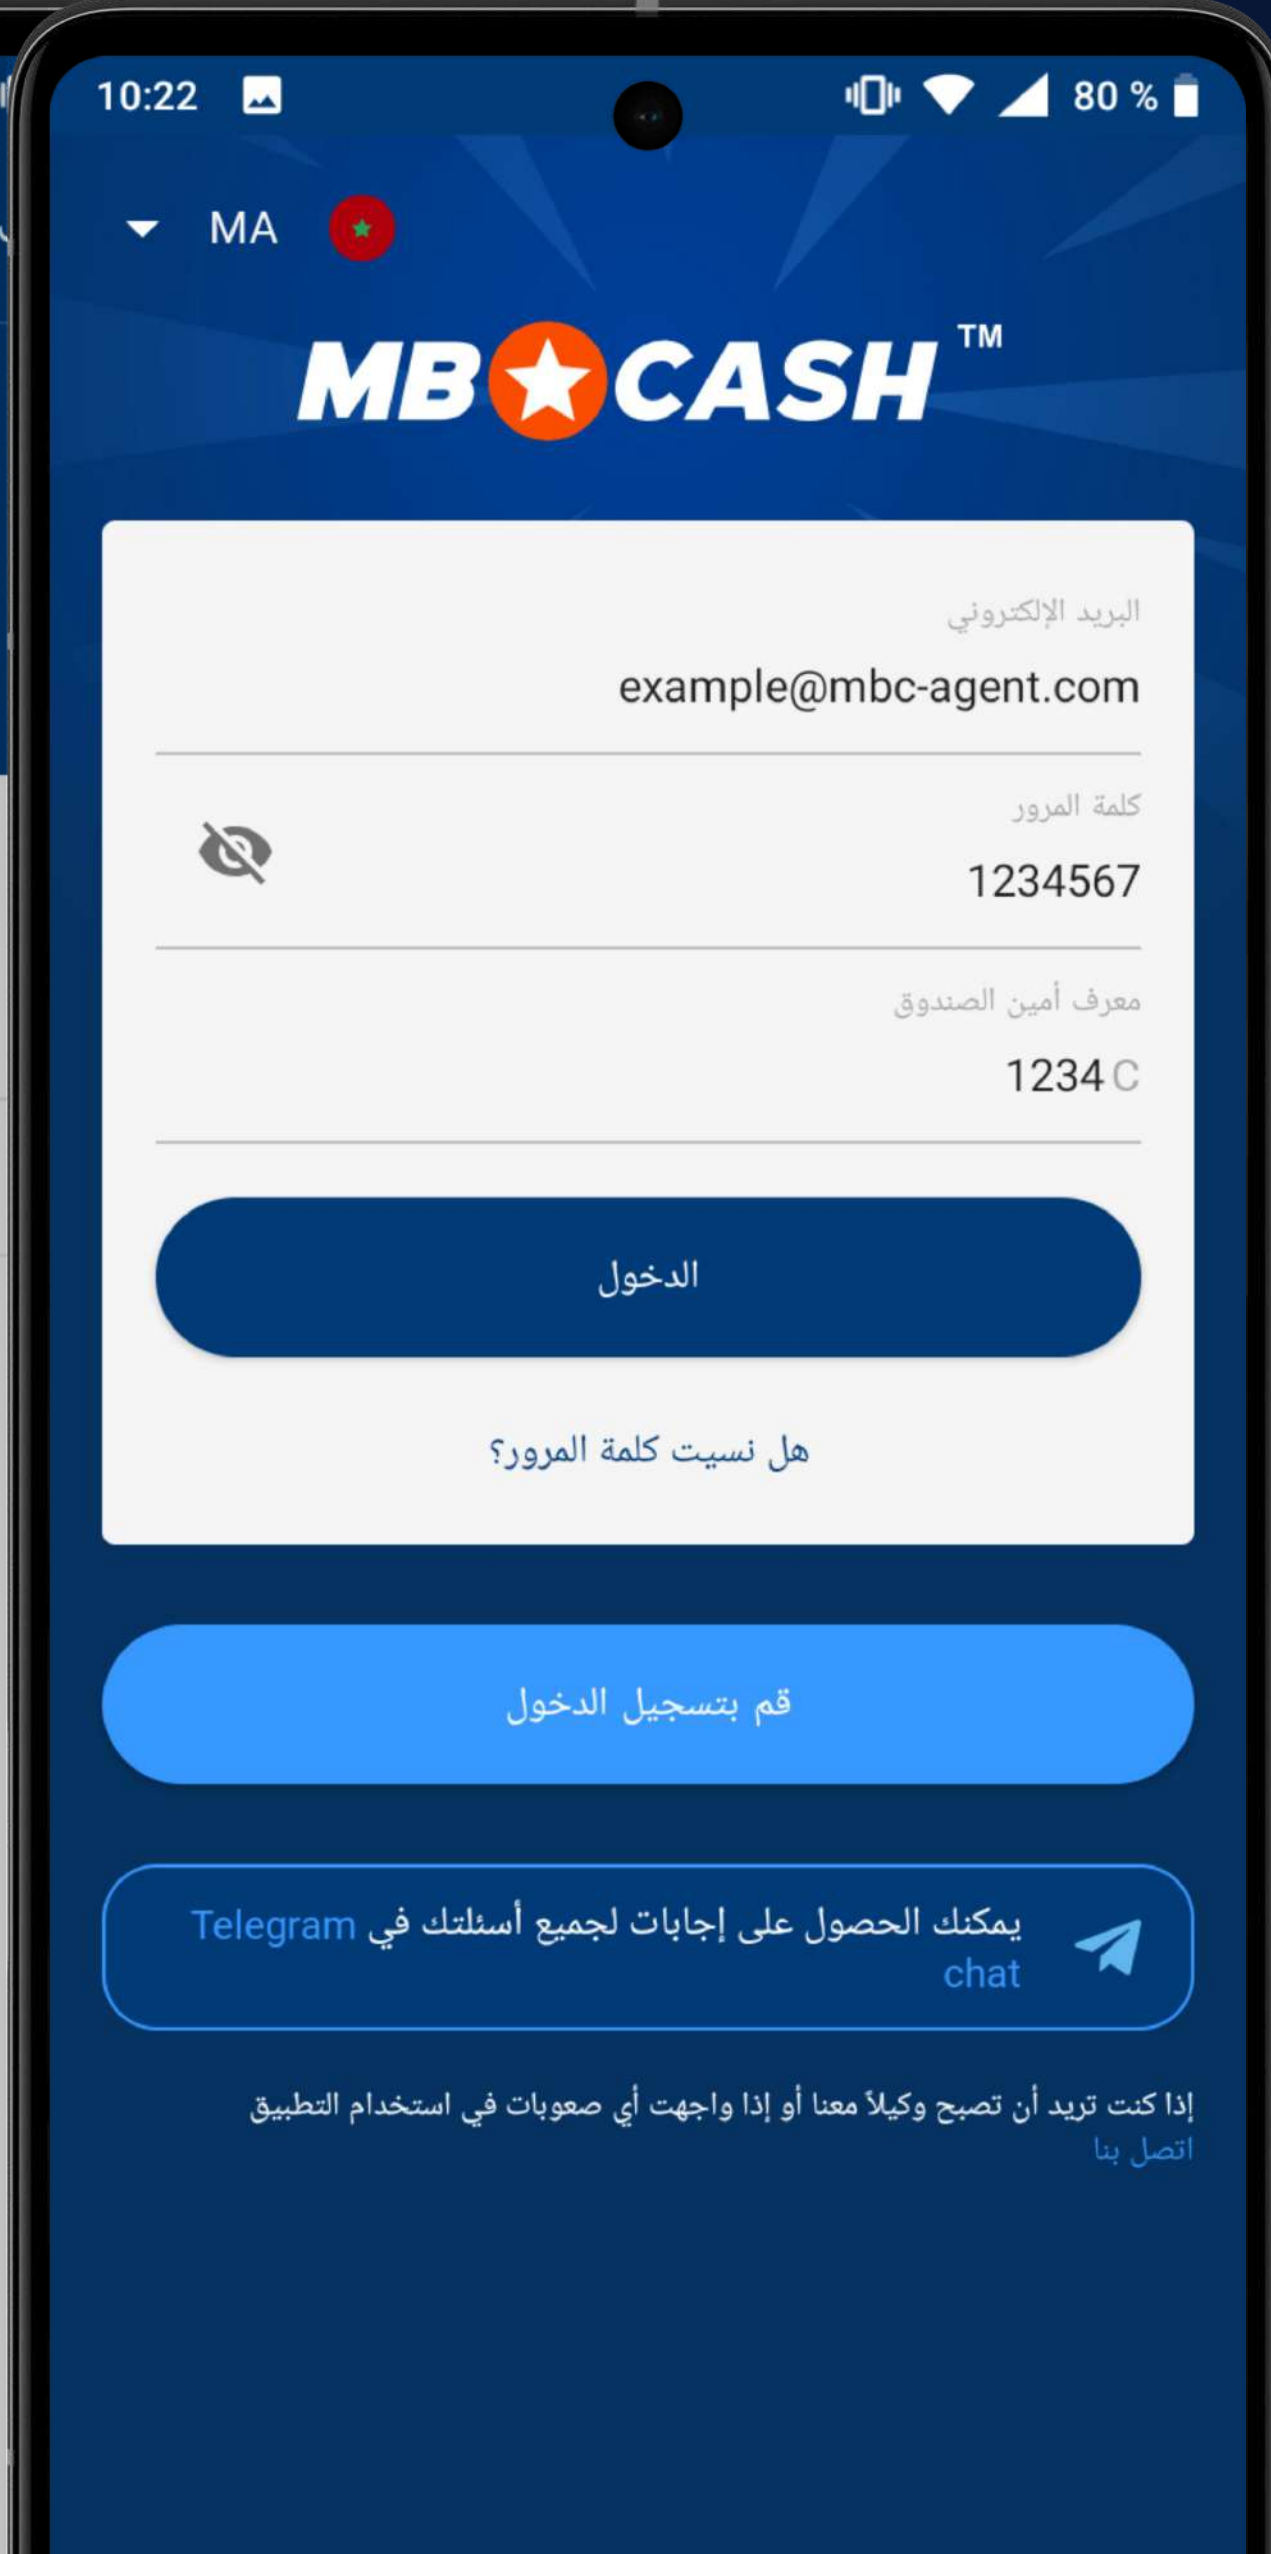 10:22
80 %
MA
MB CASH™
البريد الإلكتروني
example@mbc-agent.com
كلمة المرور
1234567
معرف أمين الصندوق
1234 C
الدخول
هل نسيت كلمة المرور؟
قم بتسجيل الدخول
يمكنك الحصول على إجابات لجميع أسئلتك في Telegram
chat
إذا كنت تريد أن تصبح وكيلاً معنا أو إذا واجهت أي صعوبات في استخدام التطبيق
اتصل بنا